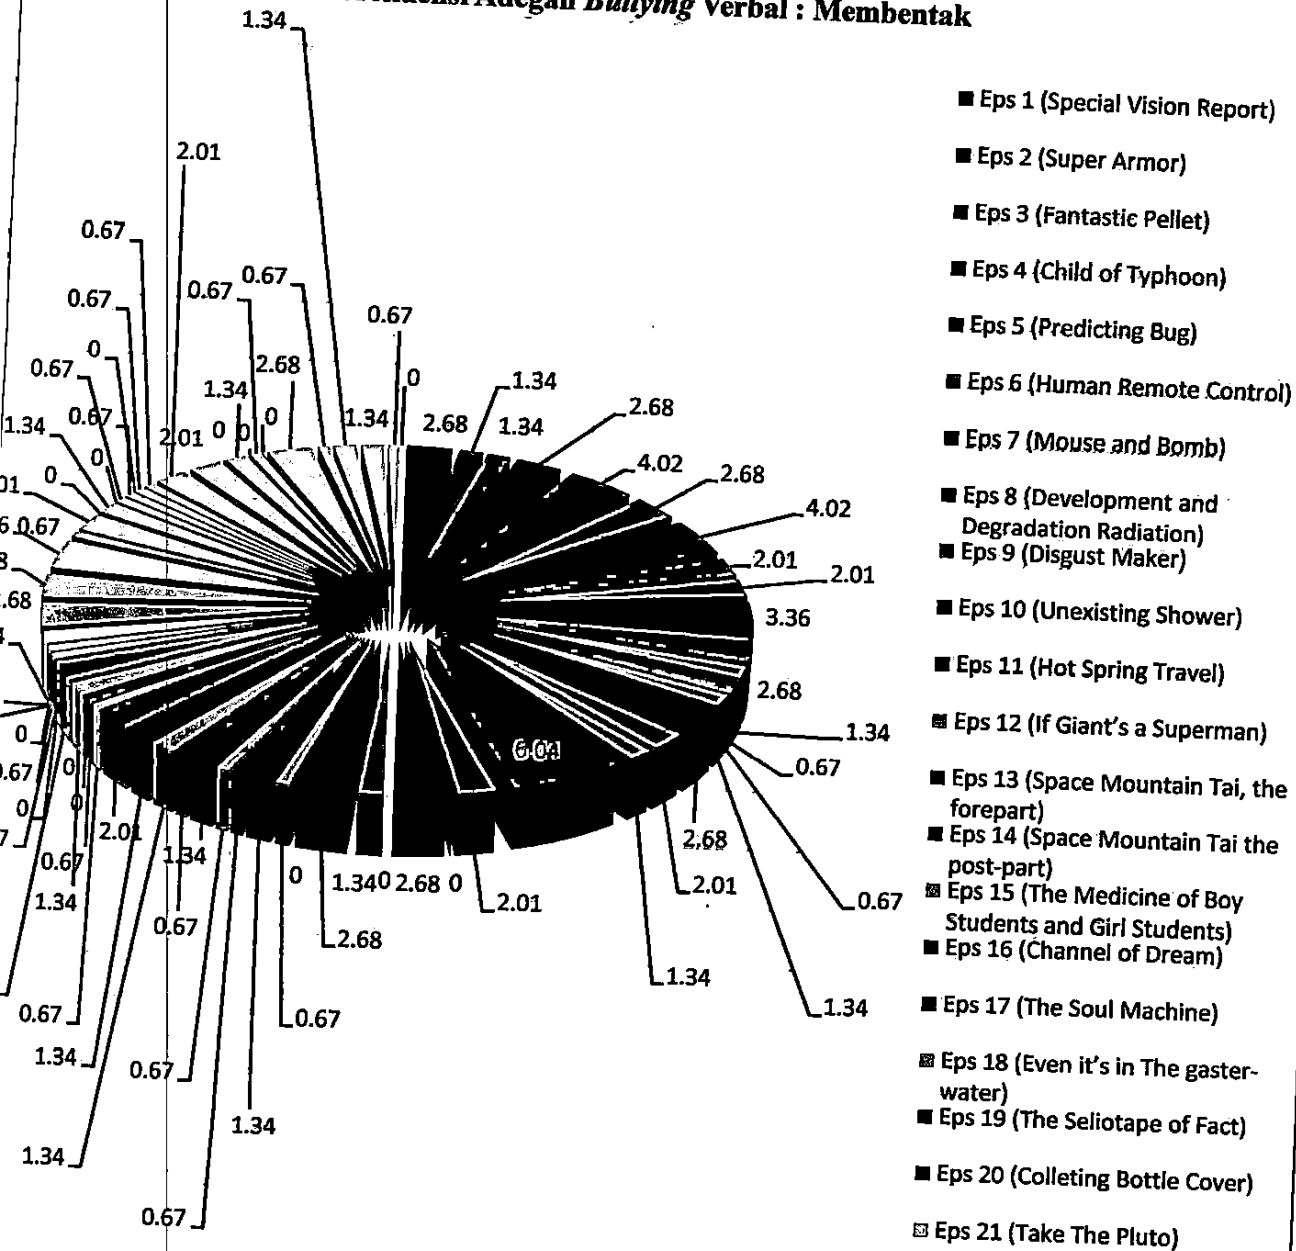 Adegan Bullying Verbal : Membentak
1.34
2.01
0.67
0.67
0.67
0.67
0.67
0
0
2.68
1.34
1.34
0.67
2.68
1.34
2.68
1.34
0.67
1.34
2.01
0
0
0
0
4.02
2.68
0
4.02
0.67
2.01
2.01
3.36
2.68
2.68
1.34
0.67
6.04
0
0
0.67
0
0
2.01
1.34
2.68
0.67
1.34
0
1.34
0
2.68
0
2.01
2.01
0.67
0.67
2.68
1.34
1.34
0.67
0.67
1.34
0.67
1.34
1.34
0.67
Eps 1 (Special Vision Report)
Eps 2 (Super Armor)
Eps 3 (Fantastic Pellet)
Eps 4 (Child of Typhoon)
Eps 5 (Predicting Bug)
Eps 6 (Human Remote Control)
Eps 7 (Mouse and Bomb)
Eps 8 (Development and
Degradation Radiation)
Eps 9 (Disgust Maker)
Eps 10 (Unexisting Shower)
Eps 11 (Hot Spring Travel)
Eps 12 (If Giant's a Superman)
Eps 13 (Space Mountain Tai, the
forepart)
Eps 14 (Space Mountain Tai the
post-part)
Eps 15 (The Medicine of Boy
Students and Girl Students)
Eps 16 (Channel of Dream)
Eps 17 (The Soul Machine)
Eps 18 (Even it's in The gaster-
water)
Eps 19 (The Seliotape of Fact)
Eps 20 (Colleting Bottle Cover)
Eps 21 (Take The Pluto)